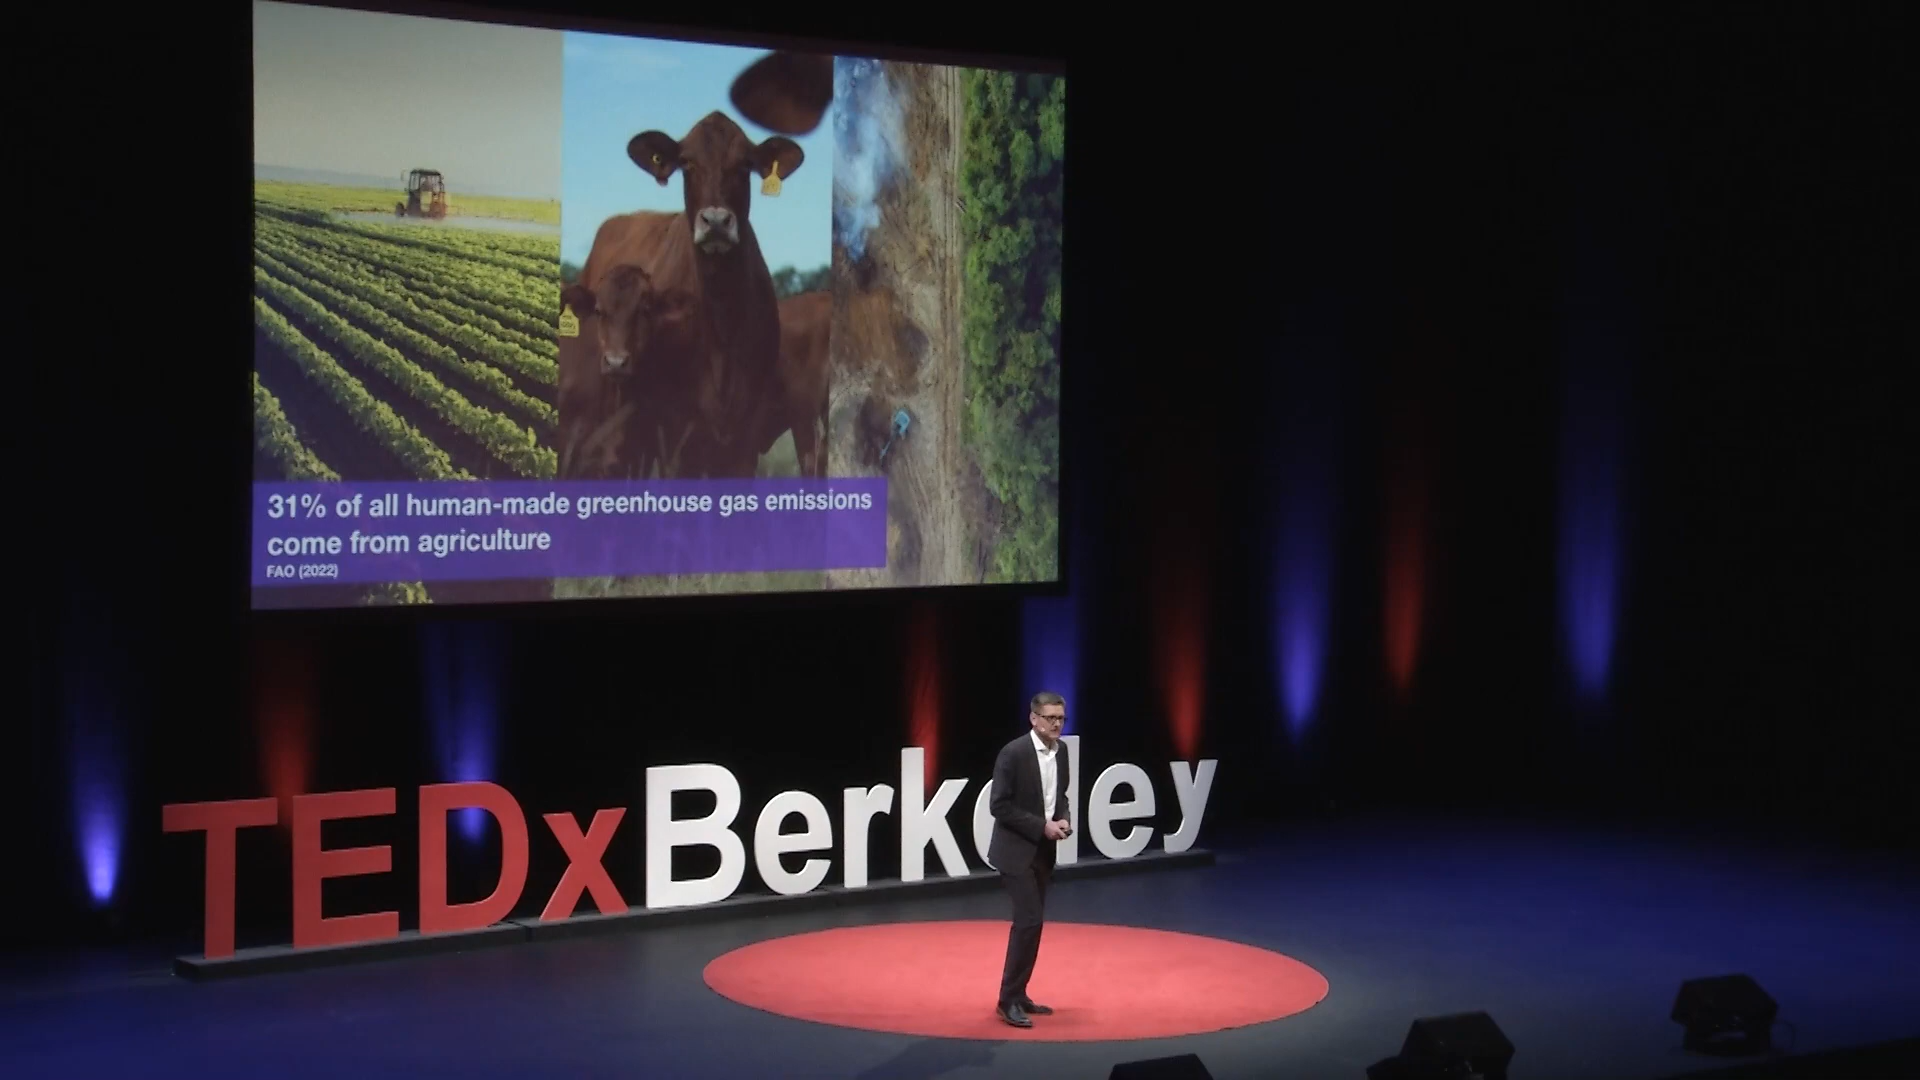 31% of all human-made greenhouse gas emissions
come from agriculture
FAO (2022)
TEDxBerkeley